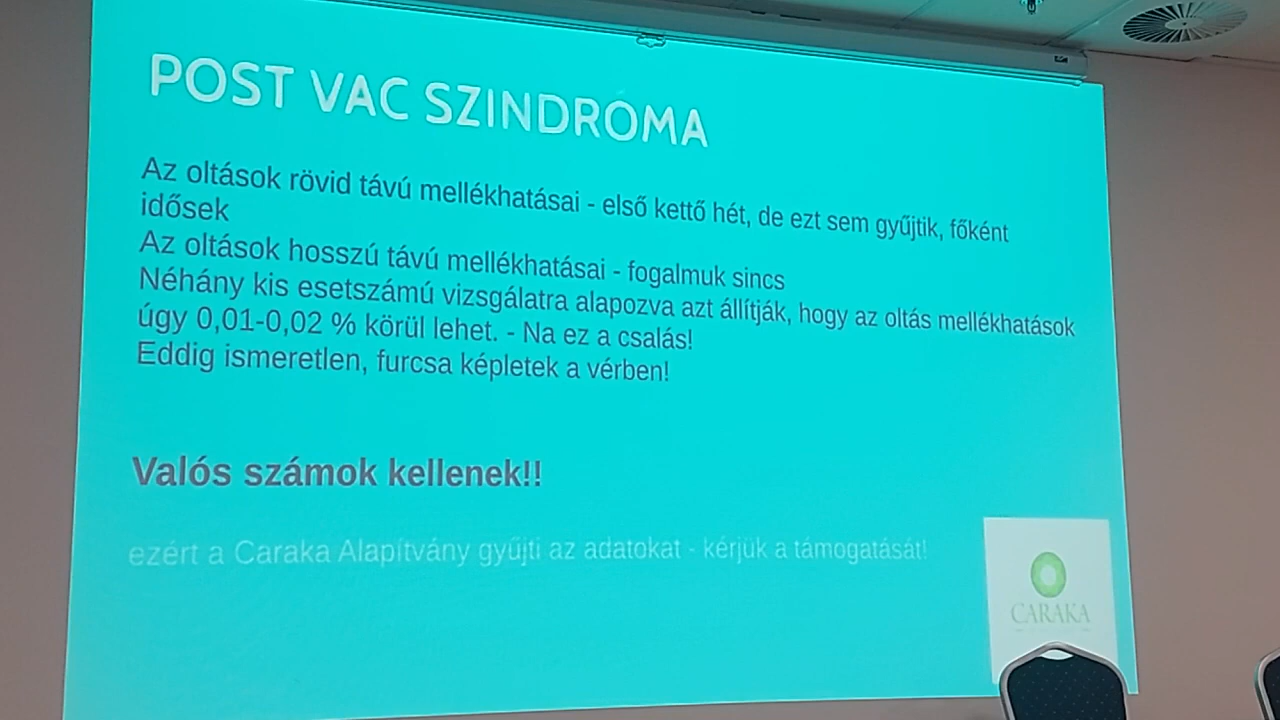 POST VAC SZINDROMA
Az oltások rövid távú mellékhatásai - első kettő hét, de ezt sem gyűjtik, főként
idősek
Az oltások hosszú távú mellékhatásai - fogalmuk sincs
Néhány kis esetszámú vizsgálatra alapozva azt állítják, hogy az oltás mellékhatások
úgy 0,01-0,02 % körül lehet. - Na ez a csalás!
Eddig ismeretlen, furcsa képletek a vérben!
Valós számok kellenek!!
ezért a Caraka Alapítvány gyűjti az adatokat - kérjük a támogatását!
CARAKA